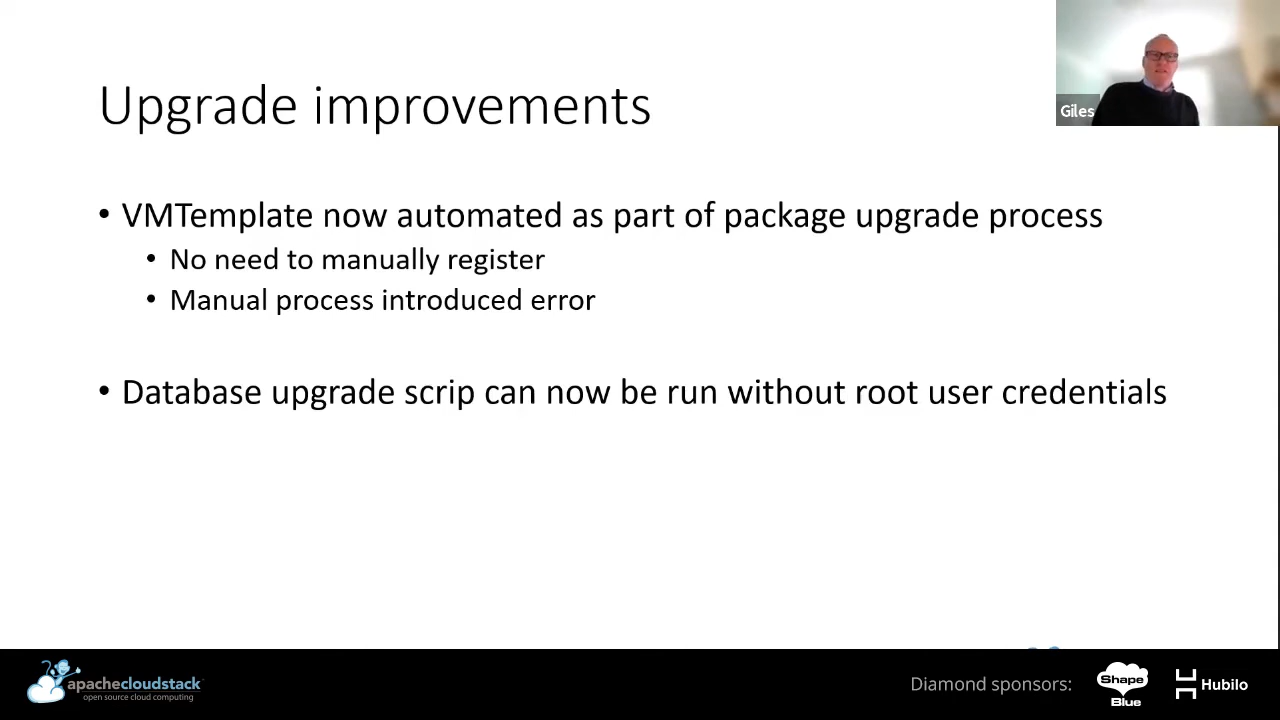 Upgrade improvements
Giles
• VMTemplate now automated as part of package upgrade process
• No need to manually register
• Manual process introduced error
• Database upgrade scrip can now be run without root user credentials
apachecloudstack
open source cloud computing
Diamond sponsors:
Shape
Blue
Hubilo